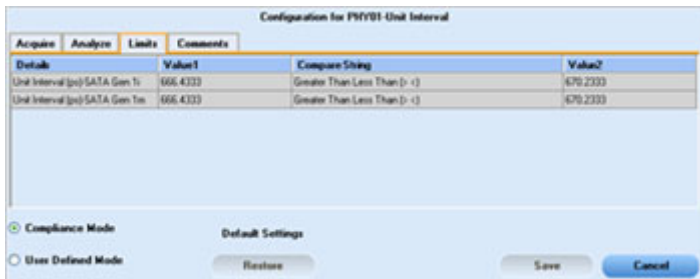 Configuration for PHY01-Unit Interval
Acquire Analyze Limits Comments
Details Value1 Compare String Value2
Unit Interval (ps)-SATA Gen 1i 666.4333 Greater Than Less Than (> <) 670.2333
Unit Interval (ps)-SATA Gen 1m 666.4333 Greater Than Less Than (> <) 670.2333
Compliance Mode Default Settings
User Defined Mode Restore Save Cancel